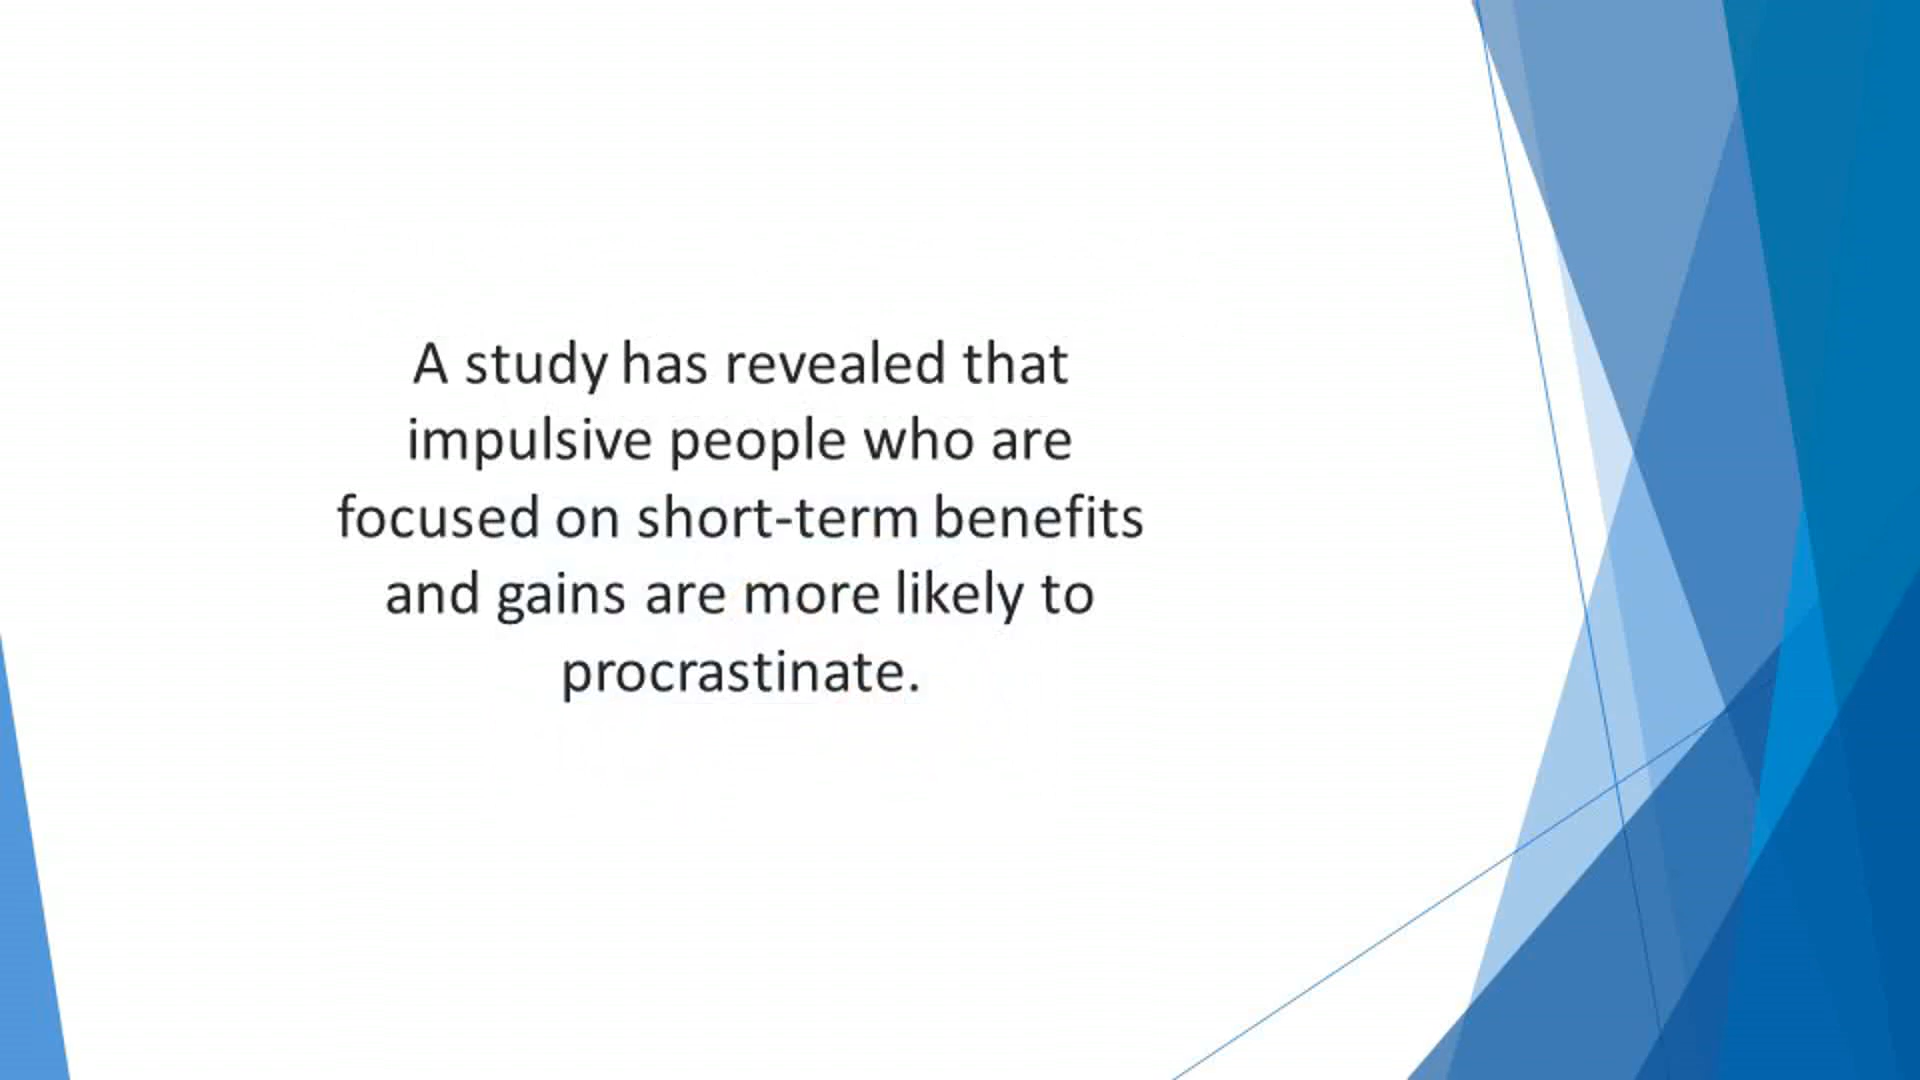 A study has revealed that
impulsive people who are
focused on short-term benefits
and gains are more likely to
procrastinate.